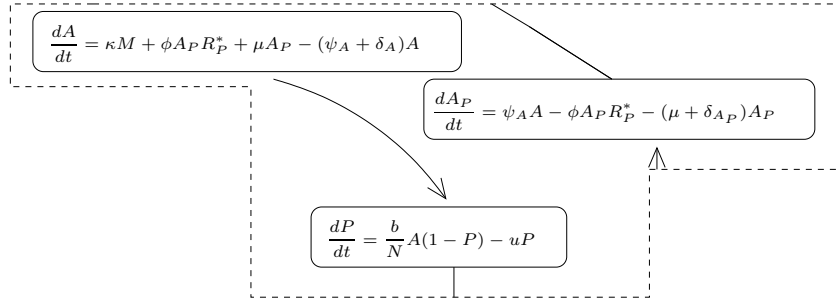 dA/dt = κM + ϕA_P R_P^* + μA_P − (ψ_A + δ_A)A
dA_P/dt = ψ_A A − ϕA_P R_P^* − (μ + δ_{A_P})A_P
dP/dt = b/N A(1 − P) − uP